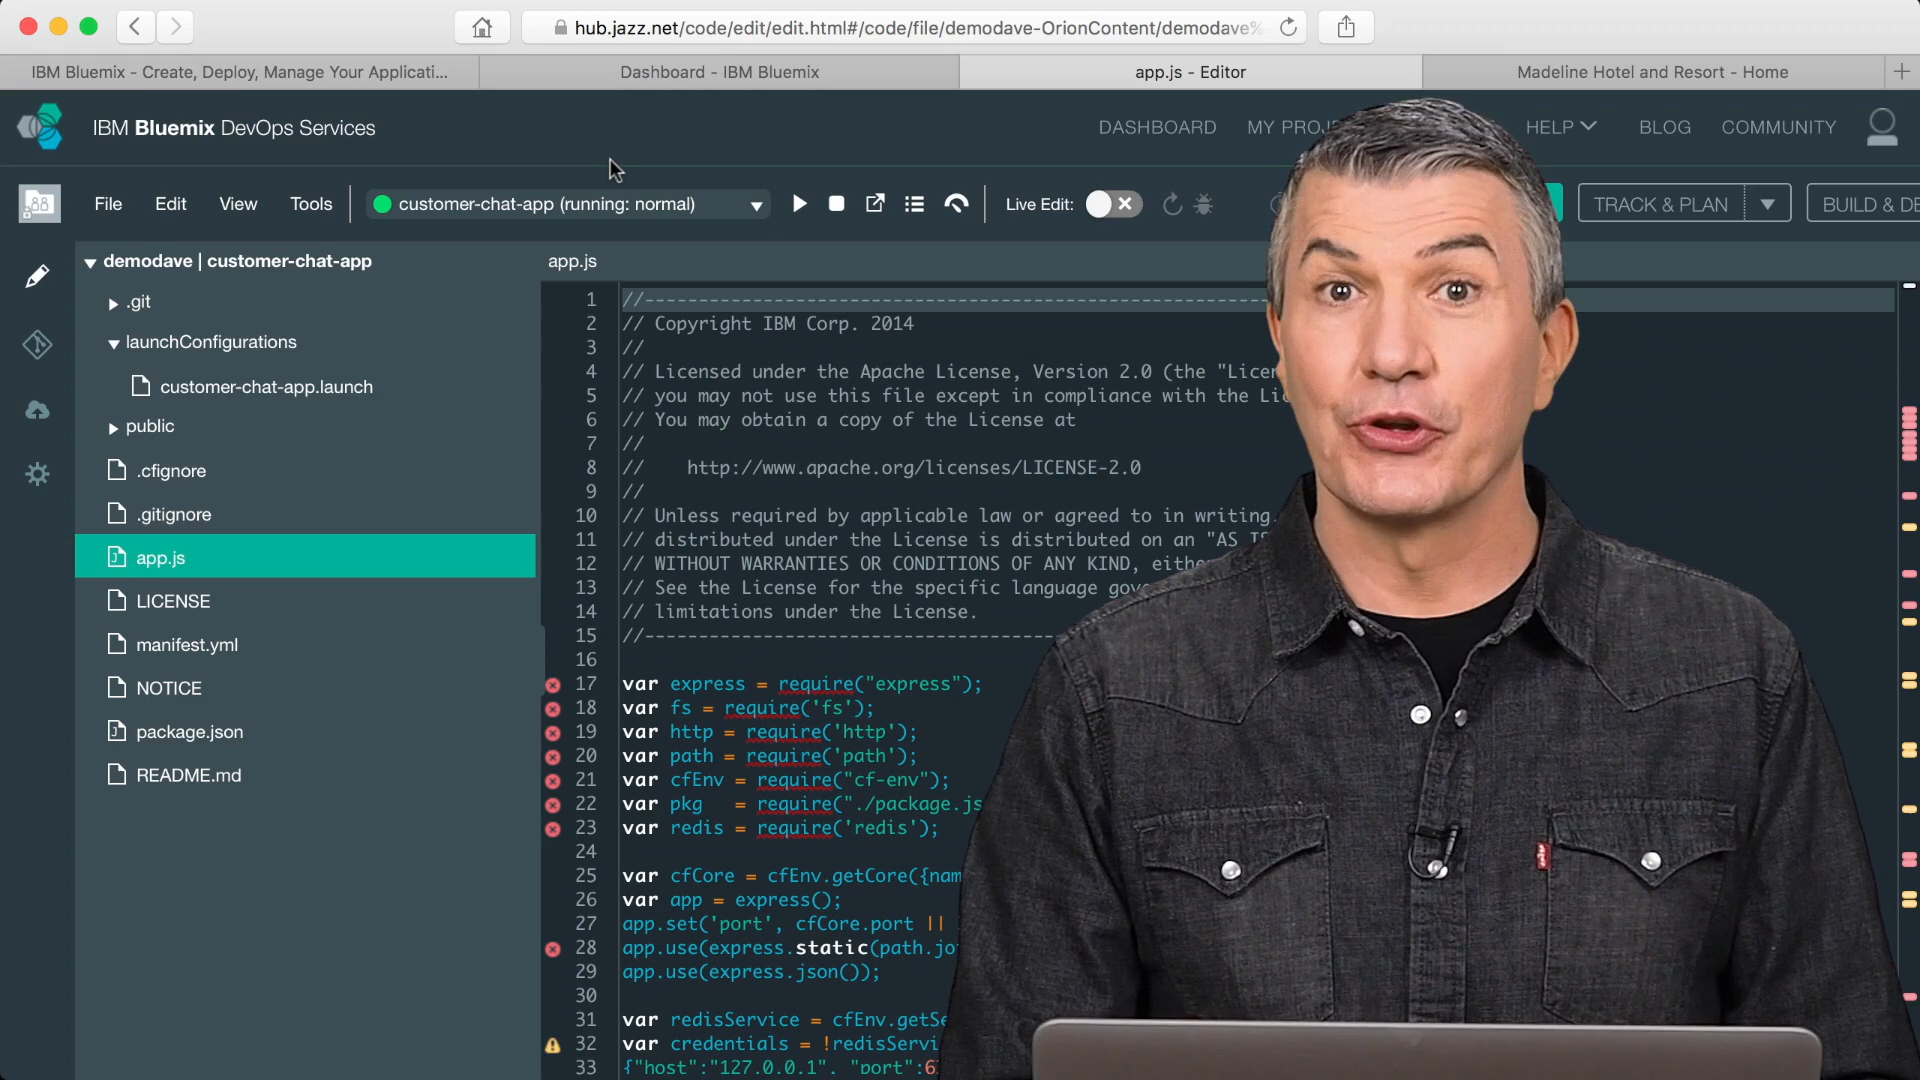 hub.jazz.net/code/edit/edit.html#/code/file/demodave-OrionContent/demodave%
IBM Bluemix - Create, Deploy, Manage Your Applicati...
Dashboard - IBM Bluemix
app.js - Editor
Madeline Hotel and Resort - Home
IBM Bluemix DevOps Services
DASHBOARD
MY PROJ
HELP
BLOG
COMMUNITY
File
Edit
View
Tools
customer-chat-app (running: normal)
Live Edit:
TRACK & PLAN
BUILD & DE
demodave | customer-chat-app
.git
launchConfigurations
customer-chat-app.launch
public
.cfignore
.gitignore
app.js
LICENSE
manifest.yml
NOTICE
package.json
README.md
app.js
1 //----------------------------------------------------------
2 // Copyright IBM Corp. 2014
3 //
4 // Licensed under the Apache License, Version 2.0 (the "Licen
5 // you may not use this file except in compliance with the Lic
6 // You may obtain a copy of the License at
7 //
8 // http://www.apache.org/licenses/LICENSE-2.0
9 //
10 // Unless required by applicable law or agreed to in writing,
11 // distributed under the License is distributed on an "AS IS
12 // WITHOUT WARRANTIES OR CONDITIONS OF ANY KIND, eithe
13 // See the License for the specific language gove
14 // limitations under the License.
15 //---------------------------------------
16
17 var express = require("express");
18 var fs = require('fs');
19 var http = require('http');
20 var path = require('path');
21 var cfEnv = require("cf-env");
22 var pkg = require("./package.js
23 var redis = require('redis');
24
25 var cfCore = cfEnv.getCore({nam
26 var app = express();
27 app.set('port', cfCore.port ||
28 app.use(express.static(path.jo
29 app.use(express.json());
30
31 var redisService = cfEnv.getSe
32 var credentials = !redisServi
33 {"host":"127.0.0.1", "port":6